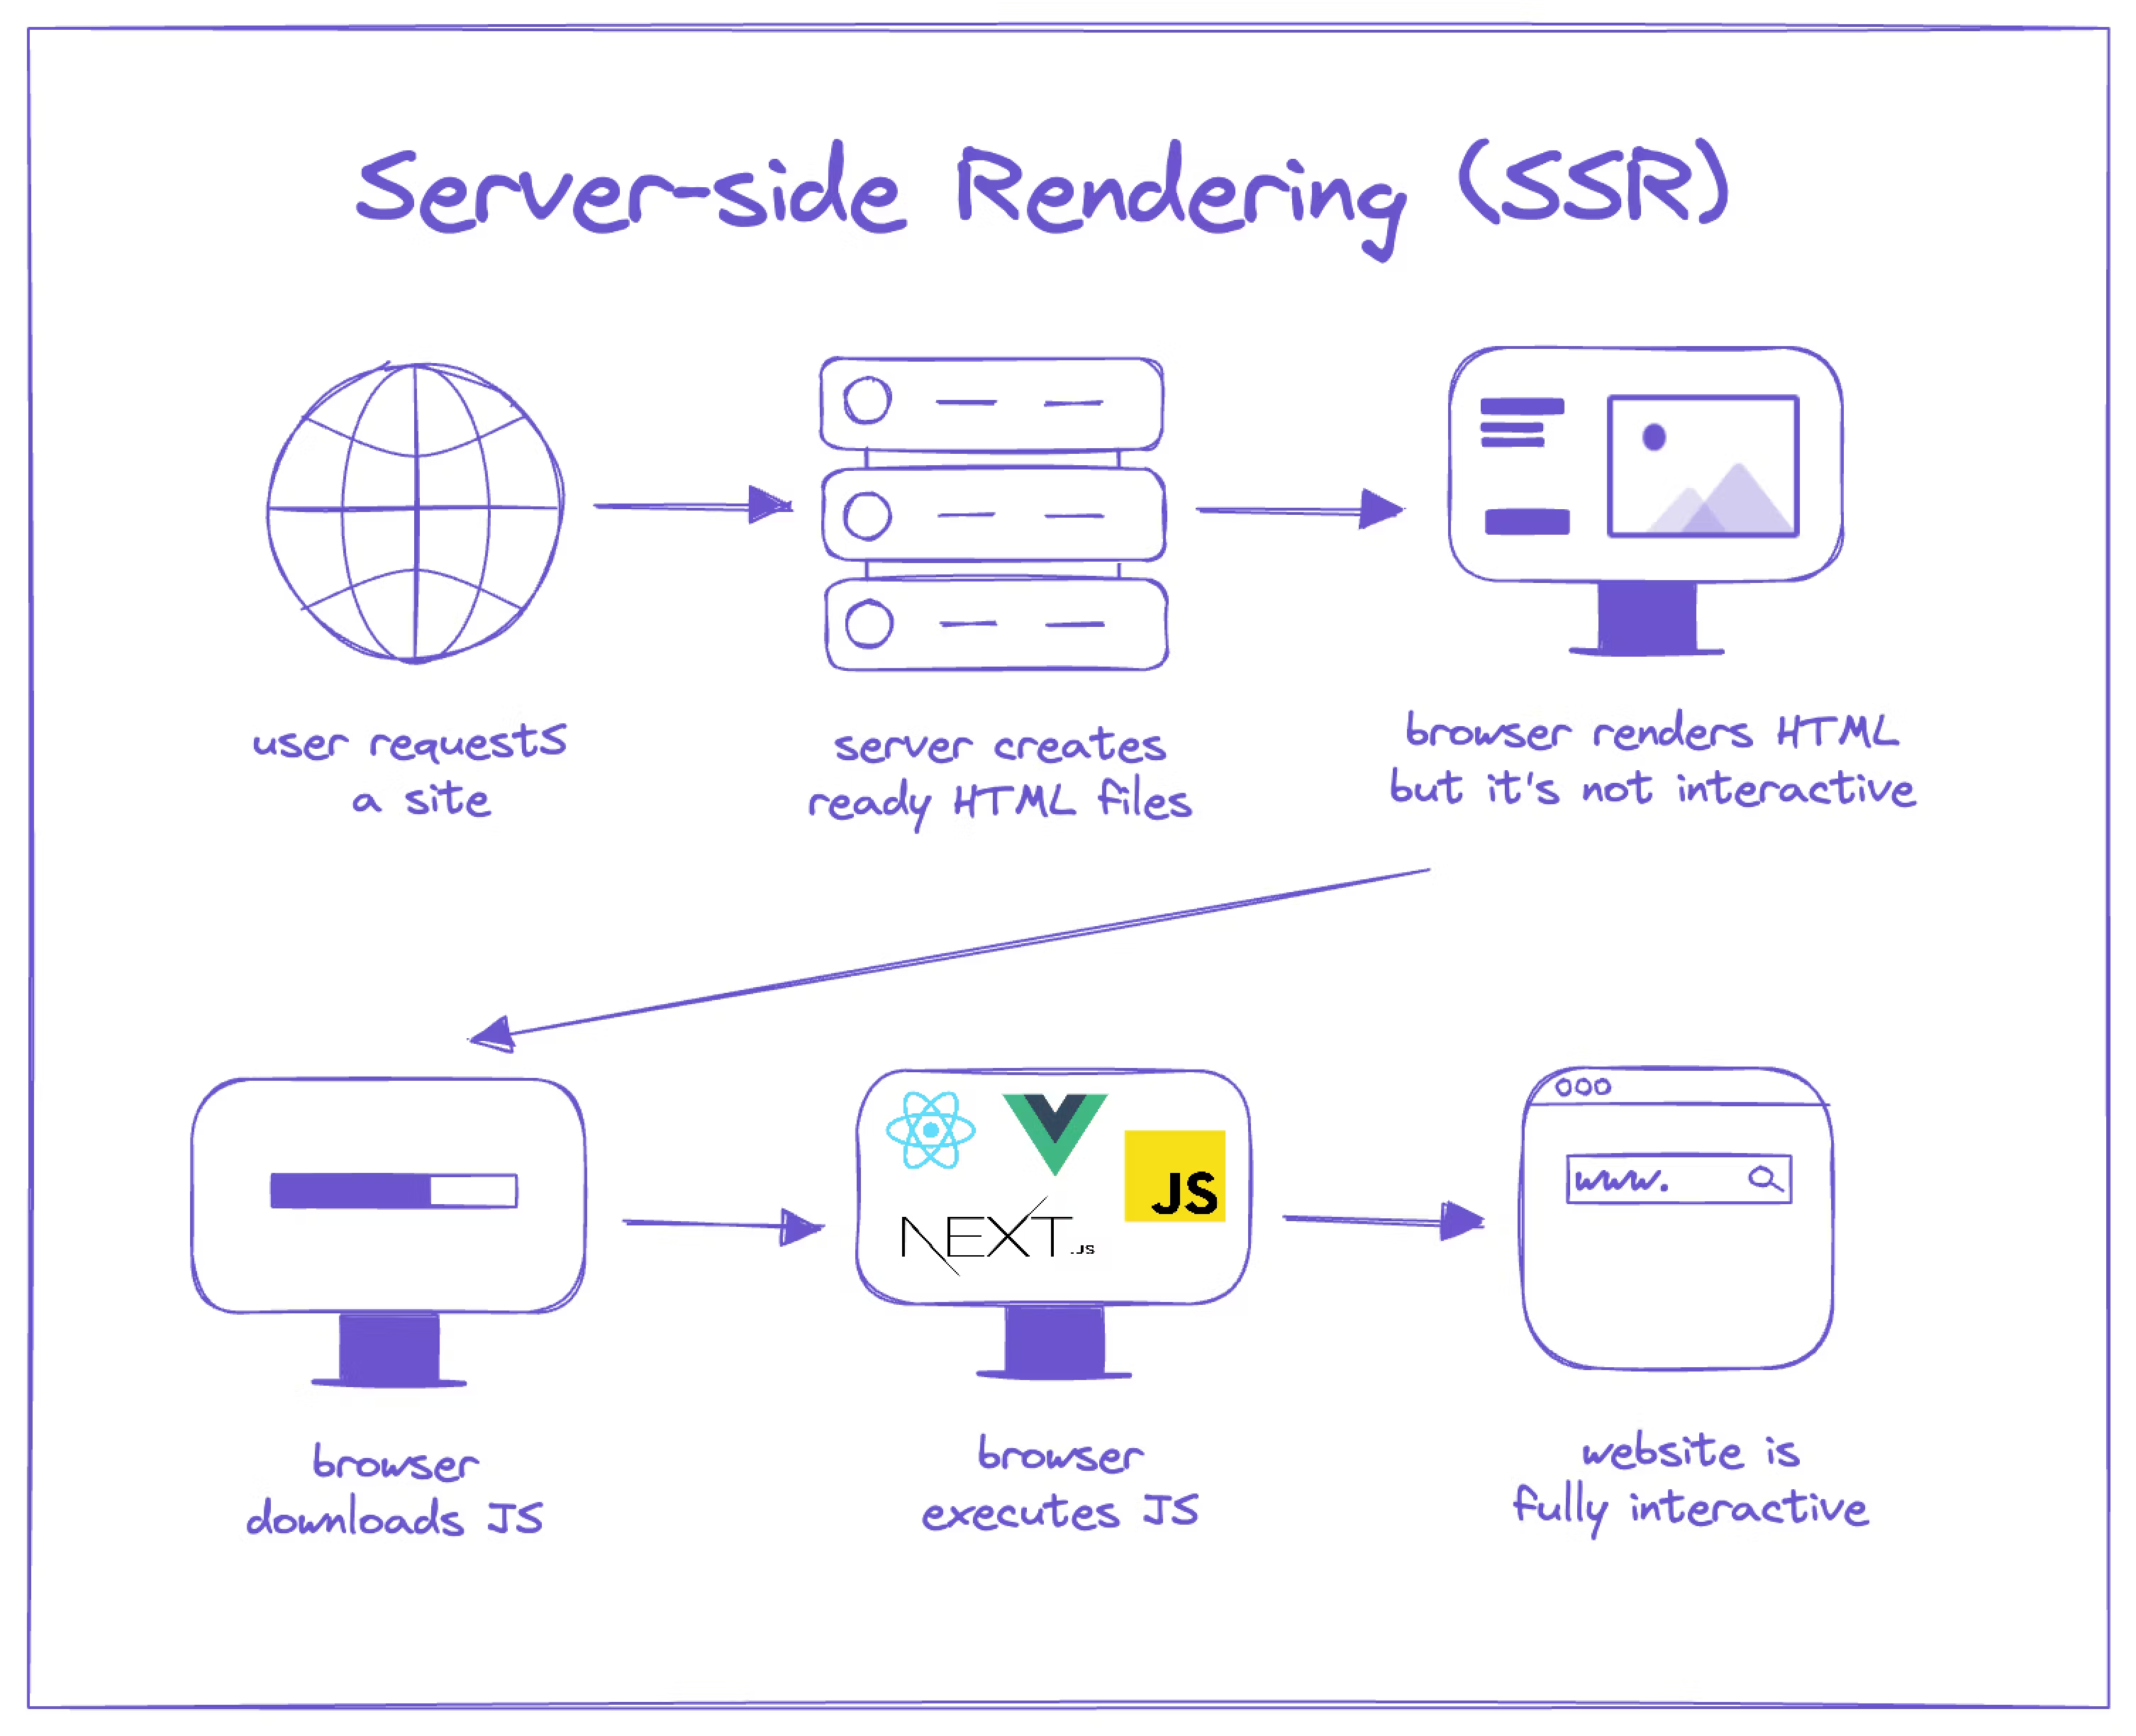 Server-side Rendering (SSR)
user requests
a site
server creates
ready HTML files
browser renders HTML
but it's not interactive
browser
downloads JS
JS
NEXT.JS
browser
executes JS
www.
website is
fully interactive